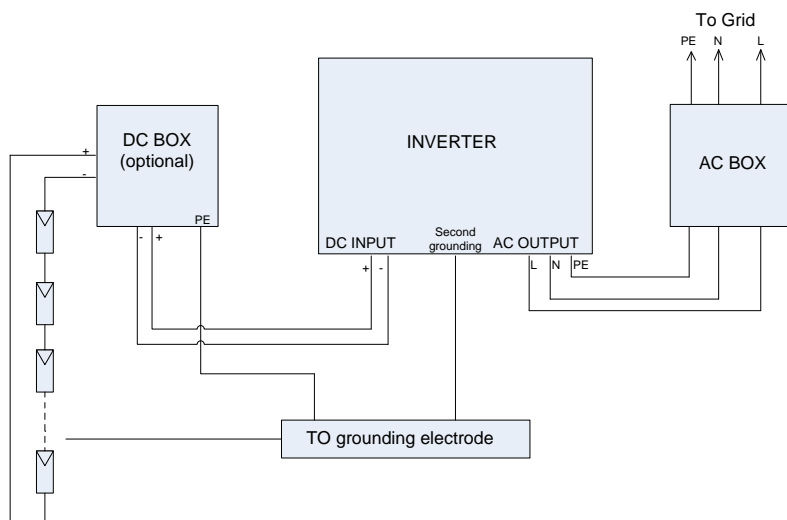 To Grid
PE N L
DC BOX
(optional)
+
-
PE
- +
INVERTER
DC INPUT
Second
grounding
AC OUTPUT
+ -
L N PE
AC BOX
TO grounding electrode